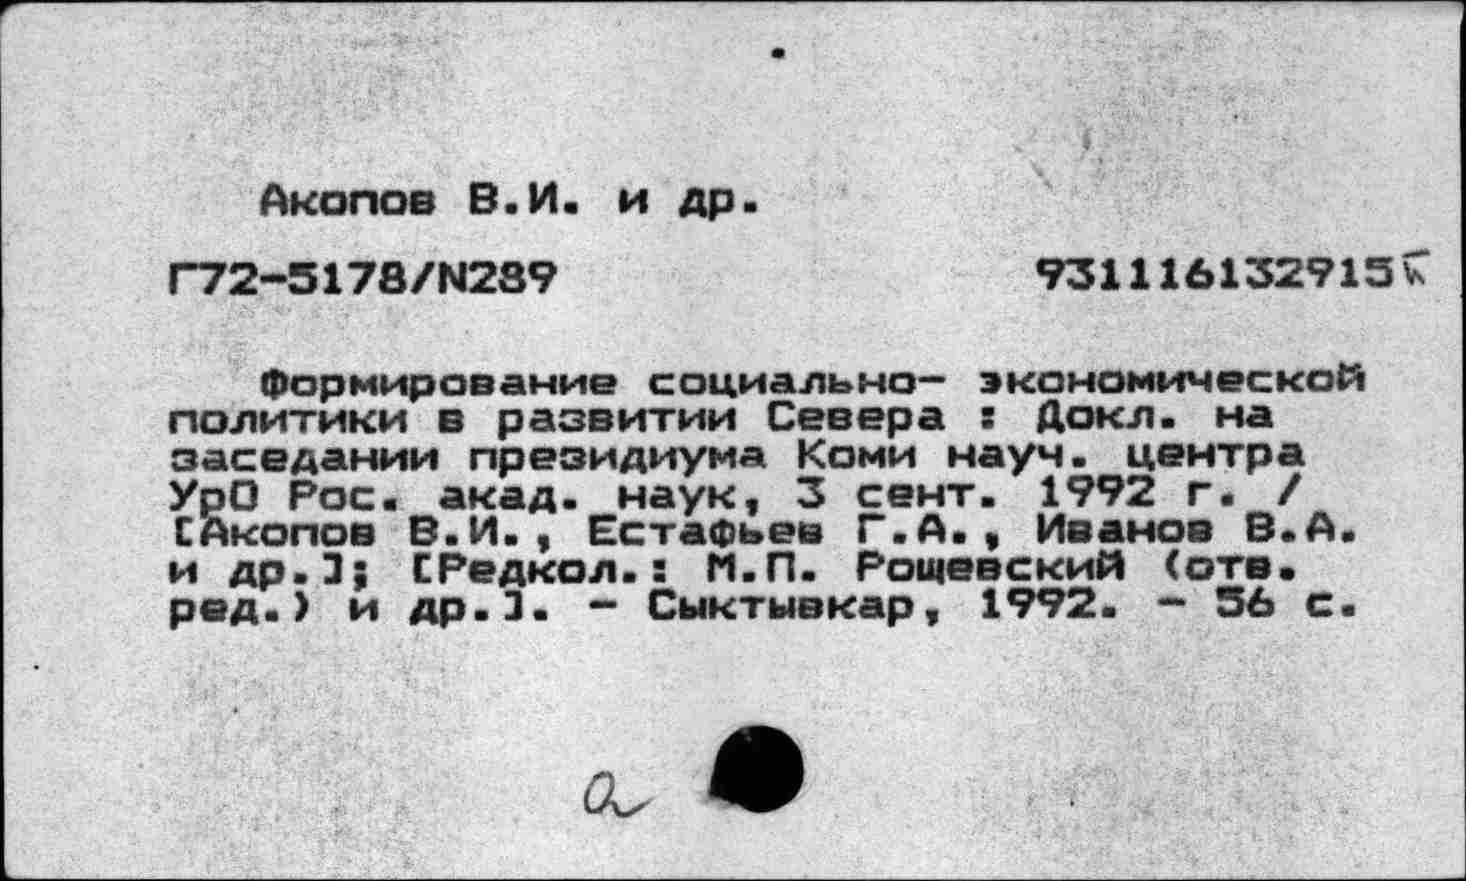 Акопов В.И. и др.
Г72-5178/N289 931116132915
Формирование социально- экономической
политики в развитии Севера : Докл. на
заседании президиума Коми науч. центра
УрО Рос. акад. наук, 3 сент. 1992 г. /
[Акопов В.И., Естафьев Г.А., Иванов В.А.
и др.]; [Редкол.: М.П. Рощевский (отв.
ред.) и др.]. - Сыктывкар, 1992. - 56 с.
а